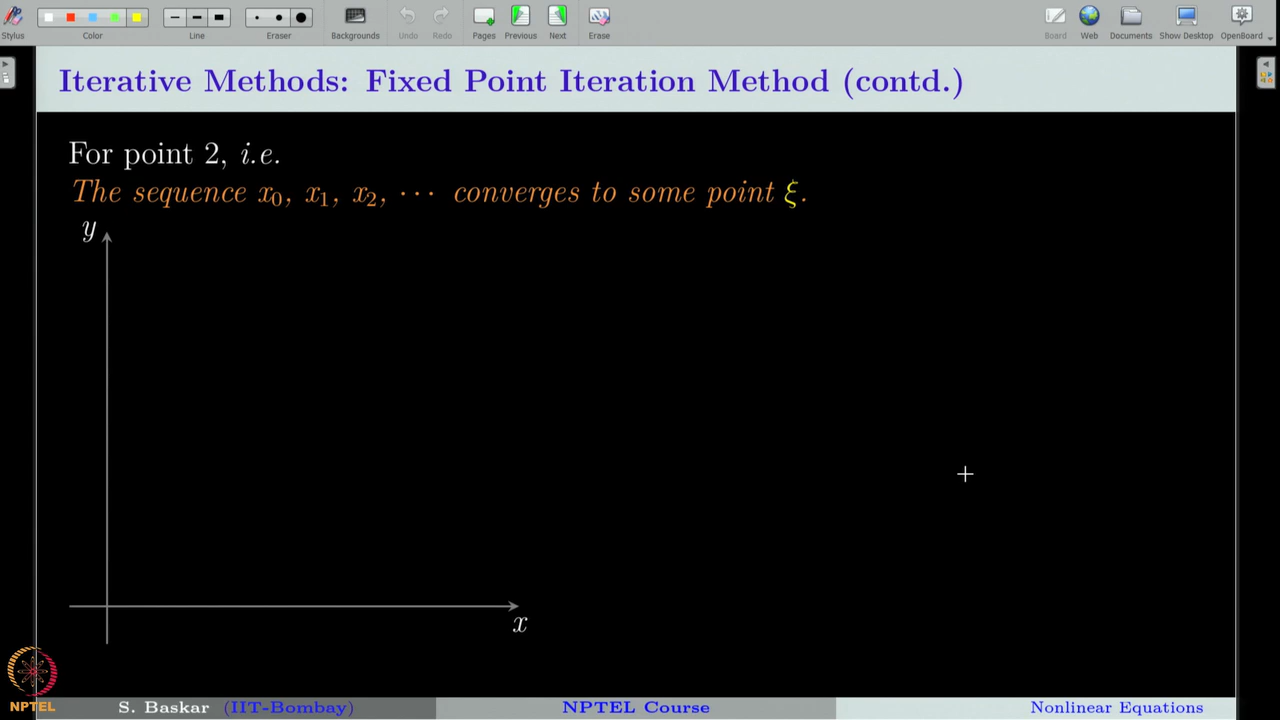 Stylus
Color
Line
Eraser
Backgrounds
Undo
Redo
Pages
Previous
Next
Erase
Board
Web
Documents
Show Desktop
OpenBoard
Iterative Methods: Fixed Point Iteration Method (contd.)
For point 2, i.e.
The sequence x₀, x₁, x₂, ⋯ converges to some point ξ.
y
x
NPTEL
S. Baskar (IIT-Bombay)
NPTEL Course
Nonlinear Equations